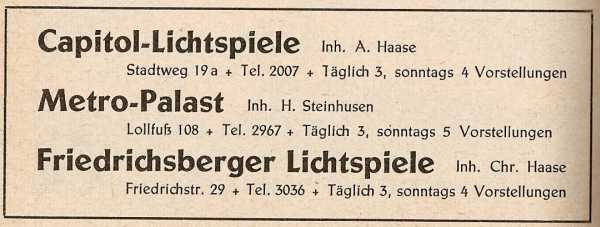 Capitol-Lichtspiele Inh. A. Haase
Stadtweg 19a + Tel. 2007 + Täglich 3, sonntags 4 Vorstellungen
Metro-Palast Inh. H. Steinhusen
Lollfuß 108 + Tel. 2967 + Täglich 3, sonntags 5 Vorstellungen
Friedrichsberger Lichtspiele Inh. Chr. Haase
Friedrichstr. 29 + Tel. 3036 + Täglich 3, sonntags 4 Vorstellungen